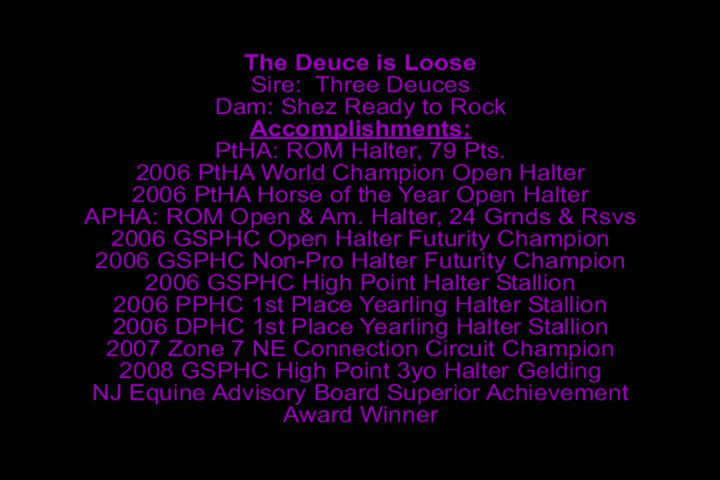 The Deuce is Loose
Sire:  Three Deuces
Dam: Shez Ready to Rock
Accomplishments:
PtHA: ROM Halter, 79 Pts.
2006 PtHA World Champion Open Halter
2006 PtHA Horse of the Year Open Halter
APHA: ROM Open & Am. Halter, 24 Grnds & Rsvs
2006 GSPHC Open Halter Futurity Champion
2006 GSPHC Non-Pro Halter Futurity Champion
2006 GSPHC High Point Halter Stallion
2006 PPHC 1st Place Yearling Halter Stallion
2006 DPHC 1st Place Yearling Halter Stallion
2007 Zone 7 NE Connection Circuit Champion
2008 GSPHC High Point 3yo Halter Gelding
NJ Equine Advisory Board Superior Achievement
Award Winner